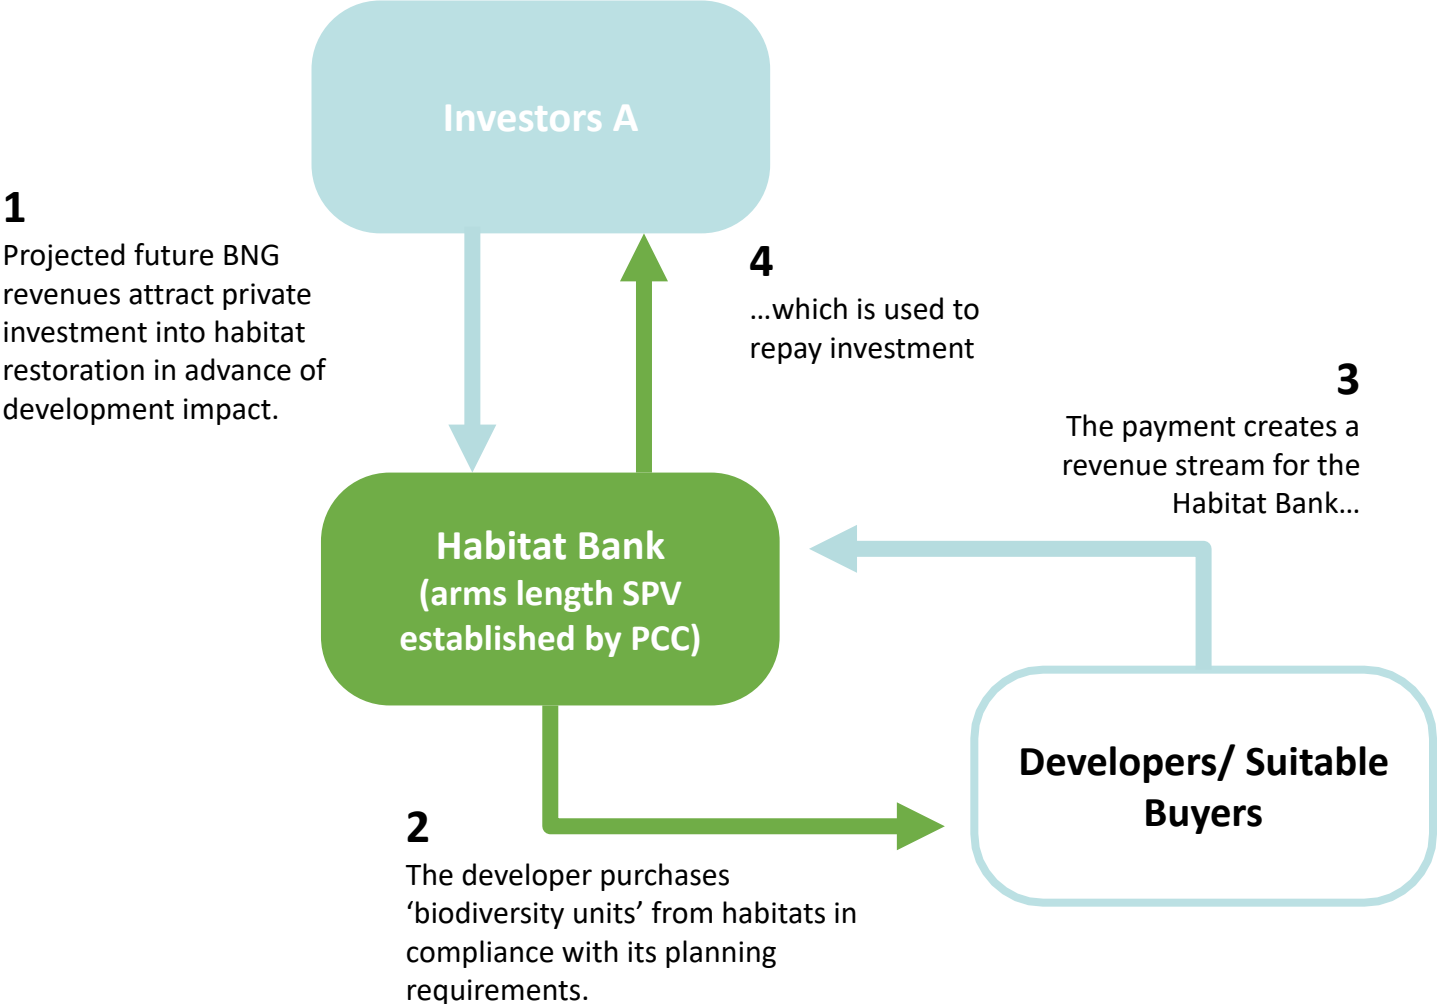 Investors A
1
Projected future BNG
revenues attract private
investment into habitat
restoration in advance of
development impact.
4
...which is used to
repay investment
3
The payment creates a
revenue stream for the
Habitat Bank...
Habitat Bank
(arms length SPV
established by PCC)
Developers/ Suitable
Buyers
2
The developer purchases
‘biodiversity units’ from habitats in
compliance with its planning
requirements.